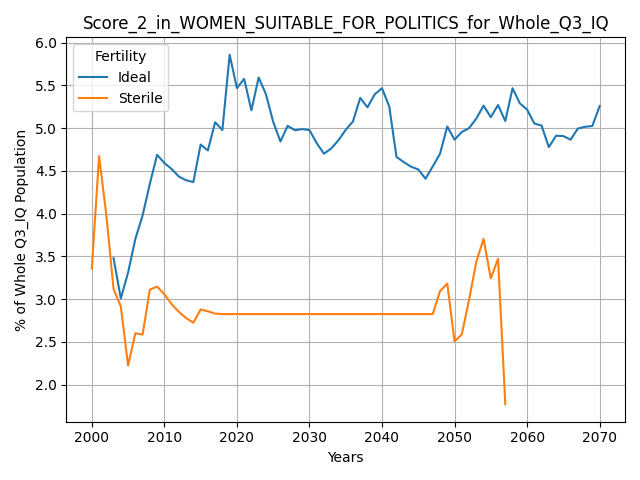 Score_2_in_WOMEN_SUITABLE_FOR_POLITICS_for_Whole_Q3_IQ
Fertility
Ideal
Sterile
% of Whole Q3_IQ Population
6.0
5.5
5.0
4.5
4.0
3.5
3.0
2.5
2.0
2000 2010 2020 2030 2040 2050 2060 2070
Years